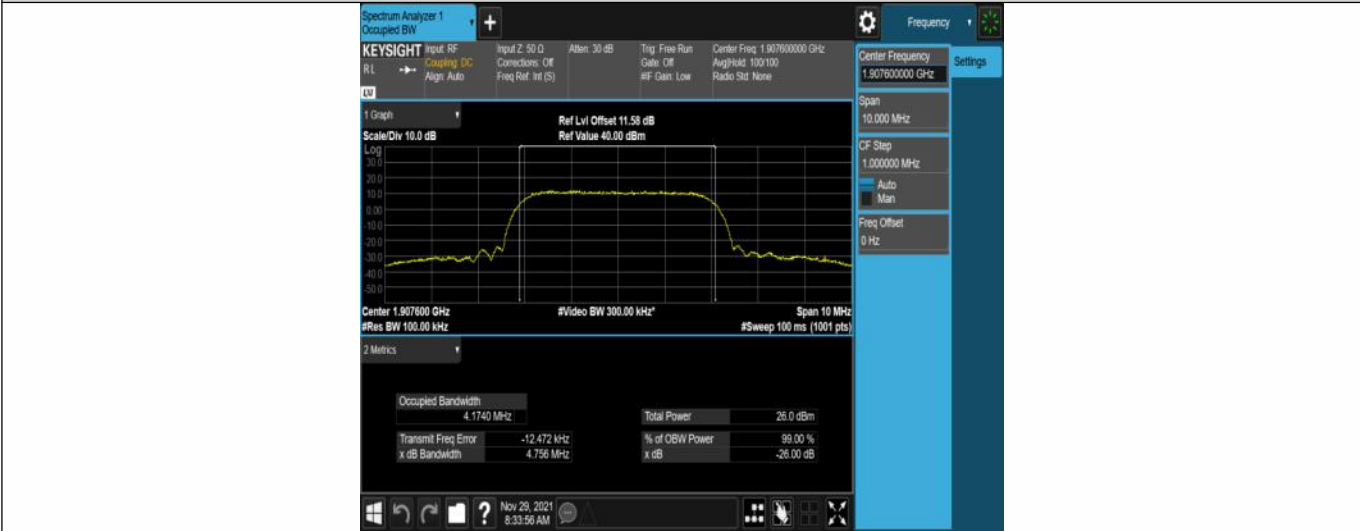 Spectrum Analyzer 1
Occupied BW
Frequency
KEYSIGHT
RL
Input: RF
Coupling: DC
Align: Auto
Input Z: 50 Ω
Corrections: Off
Freq Ref: Int (S)
Atten: 30 dB
Trig: Free Run
Gate: Off
#IF Gain: Low
Center Freq: 1.907600000 GHz
Avg|Hold: 100/100
Radio Std: None
Center Frequency
1.907600000 GHz
Settings
Span
10.000 MHz
CF Step
1.000000 MHz
Auto
Man
Freq Offset
0 Hz
1 Graph
Scale/Div 10.0 dB
Ref Lvl Offset 11.58 dB
Ref Value 40.00 dBm
Log
30.0
20.0
10.0
0.00
-10.0
-20.0
-30.0
-40.0
-50.0
Center 1.907600 GHz
#Video BW 300.00 kHz*
Span 10 MHz
#Res BW 100.00 kHz
#Sweep 100 ms (1001 pts)
2 Metrics
Occupied Bandwidth
4.1740 MHz
Total Power 26.0 dBm
Transmit Freq Error -12.472 kHz
% of OBW Power 99.00 %
x dB Bandwidth 4.756 MHz
x dB -26.00 dB
?
Nov 29, 2021
8:33:56 AM